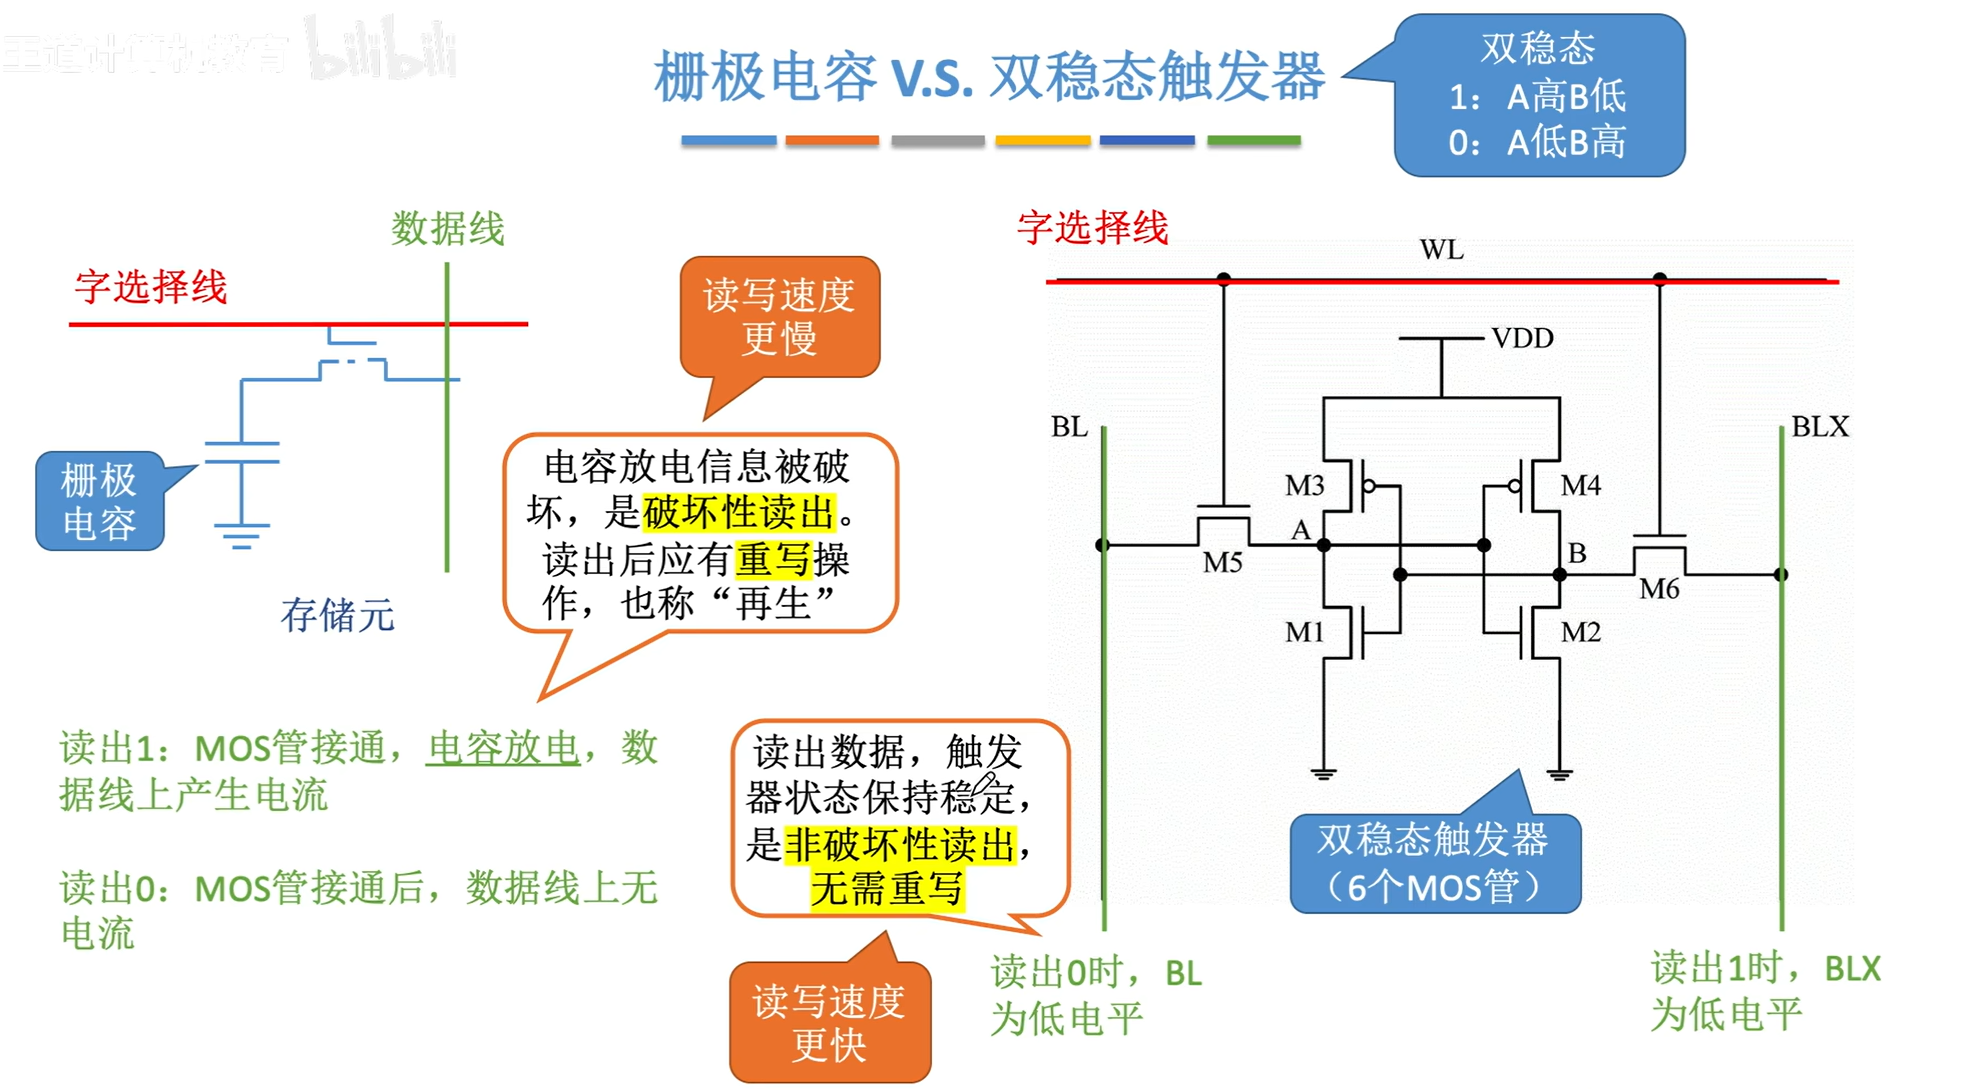 王道计算机教育 bilibili
栅极电容 V.S. 双稳态触发器
双稳态
1：A高B低
0：A低B高
数据线
字选择线
栅极
电容
存储元
读写速度
更慢
电容放电信息被破
坏，是破坏性读出。
读出后应有重写操
作，也称“再生”
读出1：MOS管接通，电容放电，数
据线上产生电流
读出0：MOS管接通后，数据线上无
电流
读出数据，触发
器状态保持稳定，
是非破坏性读出，
无需重写
读写速度
更快
字选择线
WL
VDD
BL
BLX
M3
M4
A
B
M5
M6
M1
M2
双稳态触发器
（6个MOS管）
读出0时，BL
为低电平
读出1时，BLX
为低电平